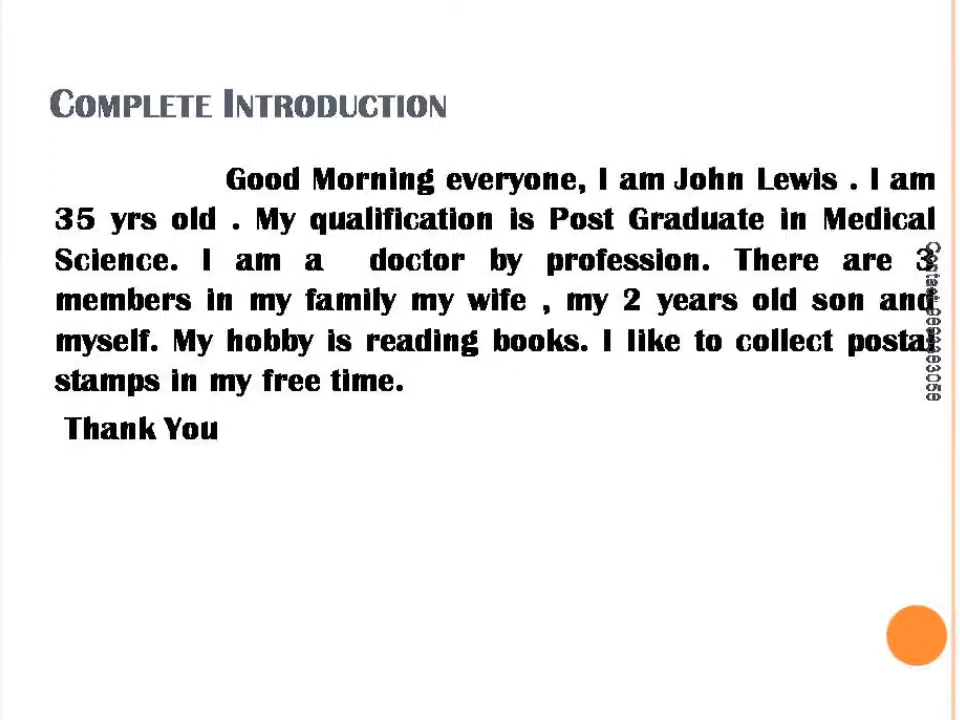 COMPLETE INTRODUCTION
Good Morning everyone, I am John Lewis . I am
35 yrs old . My qualification is Post Graduate in Medical
Science. I am a doctor by profession. There are 3
members in my family my wife , my 2 years old son and
myself. My hobby is reading books. I like to collect postal
stamps in my free time.
Thank You